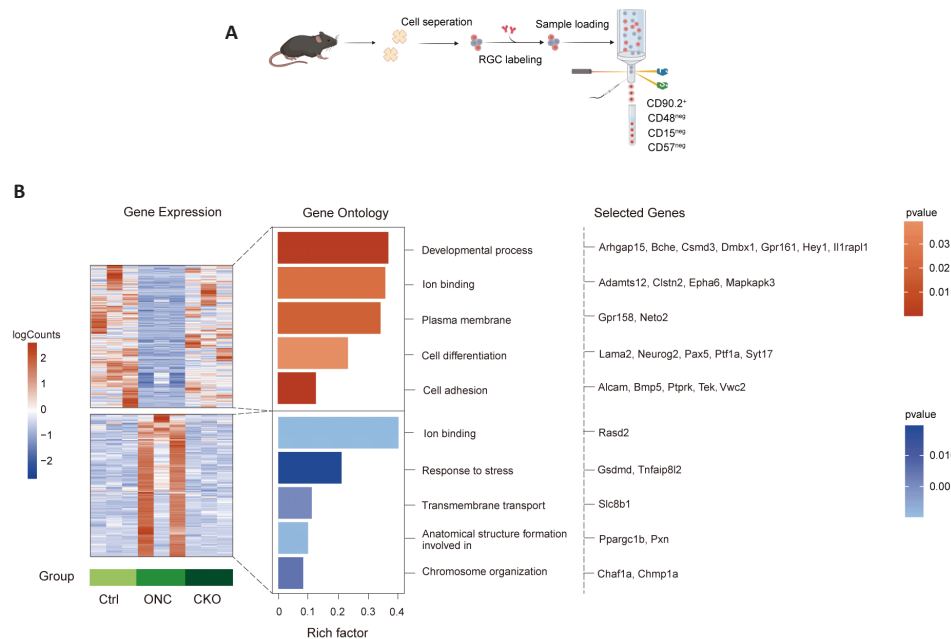 A
Cell seperation
Sample loading
RGC labeling
CD90.2⁺
CD48ⁿᵉᵍ
CD15ⁿᵉᵍ
CD57ⁿᵉᵍ
B
Gene Expression
Gene Ontology
Selected Genes
pvalue
0.03
0.02
0.01
logCounts
2
1
0
−1
−2
Developmental process
Arhgap15, Bche, Csmd3, Dmbx1, Gpr161, Hey1, Il1rapl1
Ion binding
Adamts12, Clstn2, Epha6, Mapkapk3
Plasma membrane
Gpr158, Neto2
Cell differentiation
Lama2, Neurog2, Pax5, Ptf1a, Syt17
Cell adhesion
Alcam, Bmp5, Ptprk, Tek, Vwc2
Ion binding
Rasd2
Response to stress
Gsdmd, Tnfaip8l2
Transmembrane transport
Slc8b1
Anatomical structure formation
involved in
Ppargc1b, Pxn
Chromosome organization
Chaf1a, Chmp1a
pvalue
0.010
0.00
Group
Ctrl
ONC
CKO
0
0.1
0.2
0.3
0.4
Rich factor